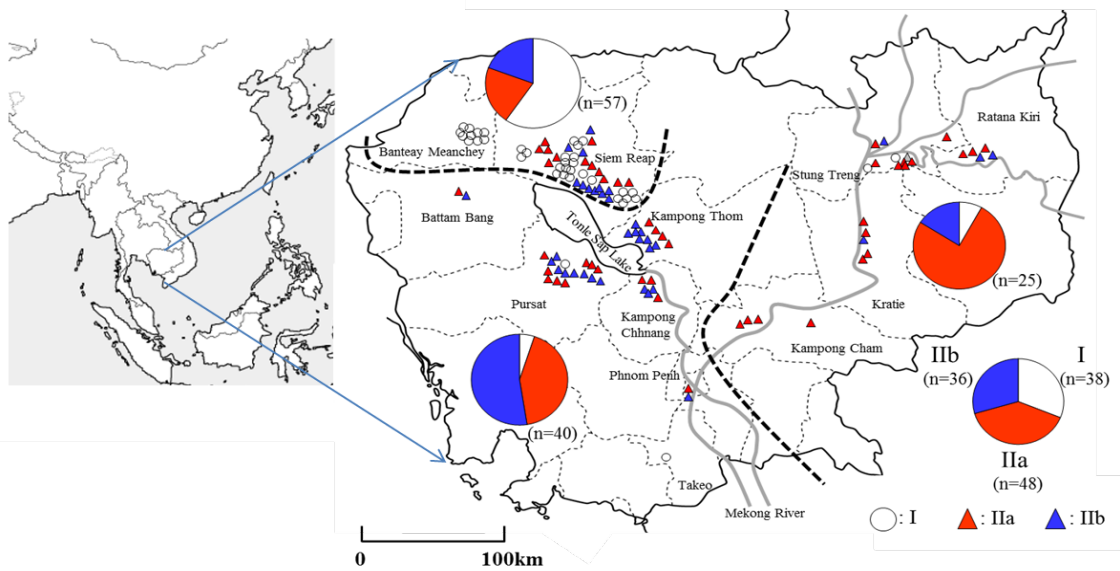 (n=57)
Ratana Kiri
Banteay Meanchey
Siem Reap
Stung Treng
Battam Bang
Kampong Thom
Tonle Sap Lake
(n=25)
Pursat
Kratie
Kampong
Chhnang
Kampong Cham
IIb
I
(n=36)
(n=38)
Phnom Penh
(n=40)
IIa
(n=48)
Takeo
Mekong River
: I
: IIa
: IIb
0
100km